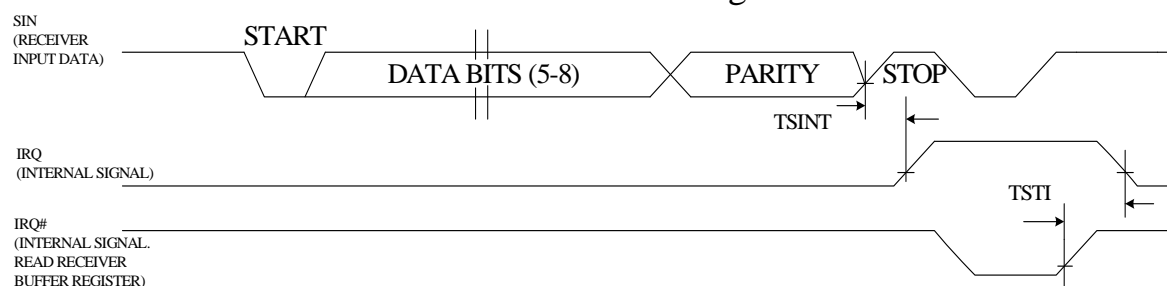 SIN
(RECEIVER
INPUT DATA)
START
DATA BITS (5-8)
PARITY
STOP
TSINT
IRQ
(INTERNAL SIGNAL)
TSTI
IRQ#
(INTERNAL SIGNAL.
READ RECEIVER
BUFFER REGISTER)